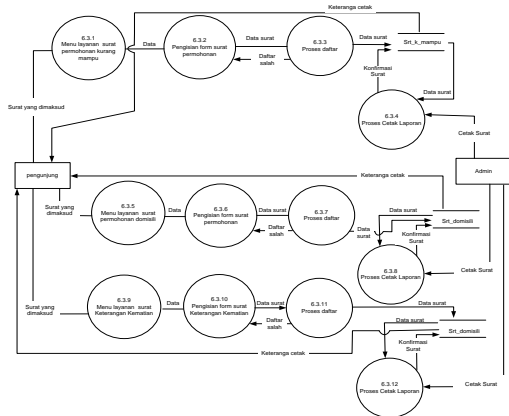 Keteranga cetak
6.3.1
Menu layanan surat
permohonan kurang
mampu
Data
6.3.2
Pengisian form surat
permohonan
Data surat
Daftar
salah
6.3.3
Proses daftar
Data surat
Srt_k_mampu
Konfirmasi
Surat
Data surat
6.3.4
Proses Cetak Laporan
Cetak Surat
Surat yang dimaksud
pengunjung
Keteranga cetak
Admin
Surat yang
dimaksud
6.3.5
Menu layanan surat
permohonan domisili
Data
6.3.6
Pengisian form surat
permohonan
Data surat
Daftar
salah
6.3.7
Proses daftar
Data
surat
Data surat
Srt_domisili
Konfirmasi
Surat
6.3.8
Proses Cetak Laporan
Cetak Surat
Surat yang
dimaksud
6.3.9
Menu layanan surat
Keterangan Kematian
Data
6.3.10
Pengisian form surat
Keterangan Kematian
Data surat
Daftar
salah
6.3.11
Proses daftar
Data surat
Data surat
Srt_domisili
Konfirmasi
Surat
Keteranga cetak
6.3.12
Proses Cetak Laporan
Cetak Surat